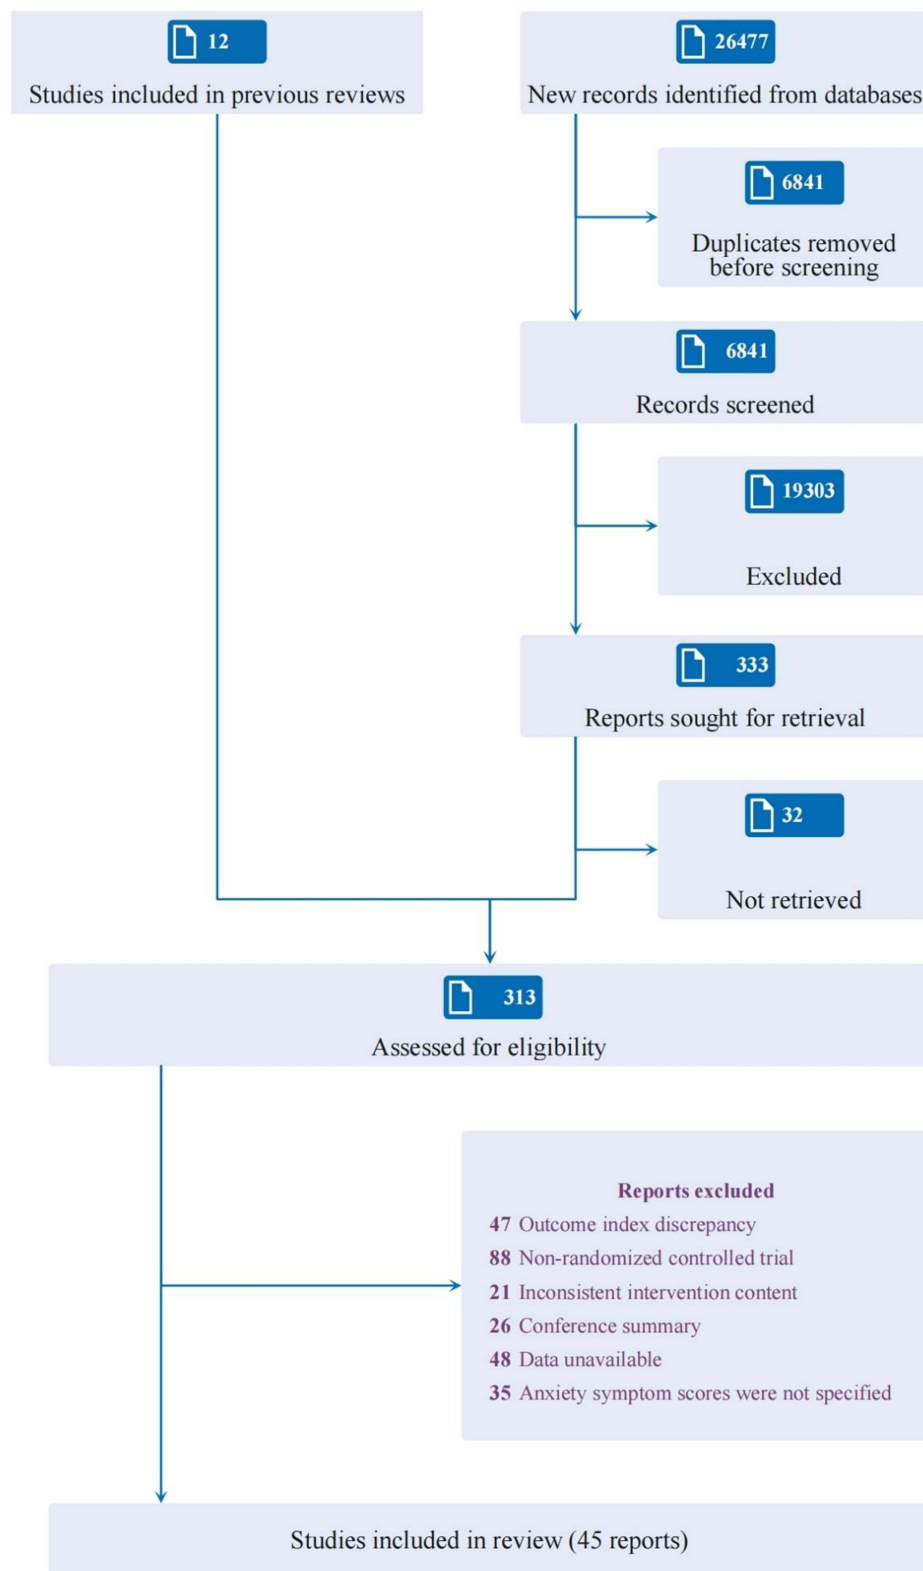 12
Studies included in previous reviews
26477
New records identified from databases
6841
Duplicates removed
before screening
6841
Records screened
19303
Excluded
333
Reports sought for retrieval
32
Not retrieved
313
Assessed for eligibility
Reports excluded
47 Outcome index discrepancy
88 Non-randomized controlled trial
21 Inconsistent intervention content
26 Conference summary
48 Data unavailable
35 Anxiety symptom scores were not specified
Studies included in review (45 reports)